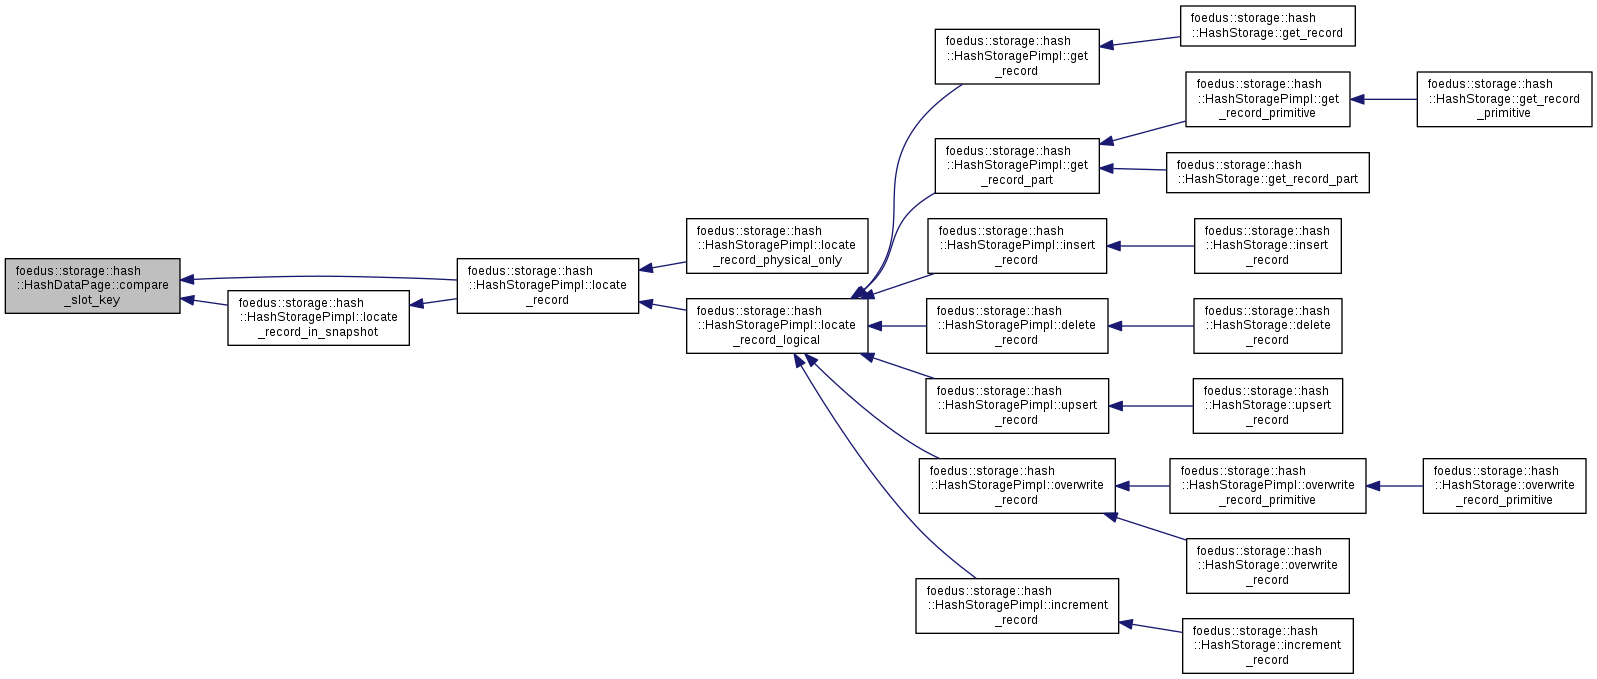 foedus::storage::hash
::HashDataPage::compare
_slot_key
foedus::storage::hash
::HashStoragePimpl::locate
_record_in_snapshot
foedus::storage::hash
::HashStoragePimpl::locate
_record
foedus::storage::hash
::HashStoragePimpl::locate
_record_physical_only
foedus::storage::hash
::HashStoragePimpl::locate
_record_logical
foedus::storage::hash
::HashStoragePimpl::get
_record
foedus::storage::hash
::HashStorage::get_record
foedus::storage::hash
::HashStoragePimpl::get
_record_part
foedus::storage::hash
::HashStoragePimpl::get
_record_primitive
foedus::storage::hash
::HashStorage::get_record
_primitive
foedus::storage::hash
::HashStorage::get_record_part
foedus::storage::hash
::HashStoragePimpl::insert
_record
foedus::storage::hash
::HashStorage::insert
_record
foedus::storage::hash
::HashStoragePimpl::delete
_record
foedus::storage::hash
::HashStorage::delete
_record
foedus::storage::hash
::HashStoragePimpl::upsert
_record
foedus::storage::hash
::HashStorage::upsert
_record
foedus::storage::hash
::HashStoragePimpl::overwrite
_record
foedus::storage::hash
::HashStoragePimpl::overwrite
_record_primitive
foedus::storage::hash
::HashStorage::overwrite
_record_primitive
foedus::storage::hash
::HashStorage::overwrite
_record
foedus::storage::hash
::HashStoragePimpl::increment
_record
foedus::storage::hash
::HashStorage::increment
_record